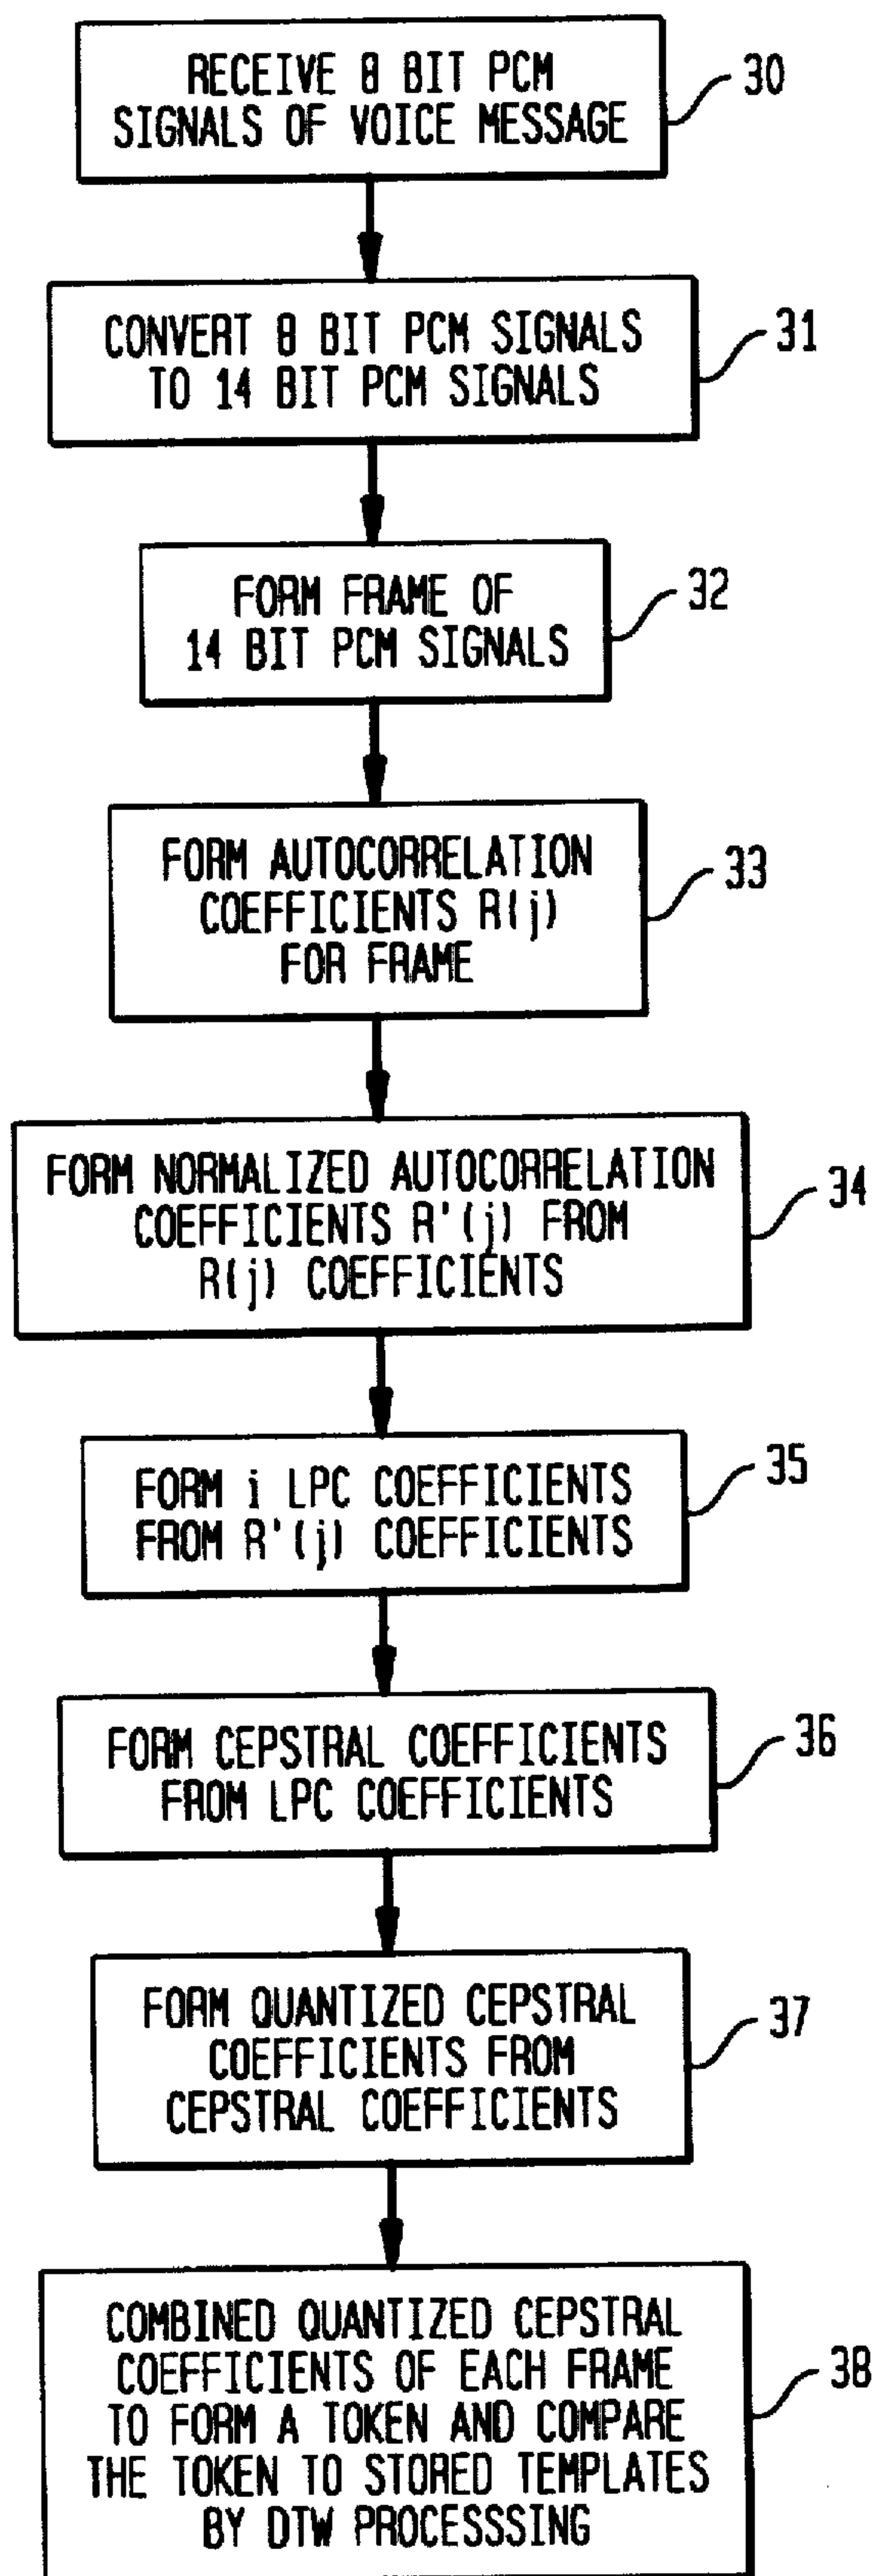 RECEIVE 8 BIT PCM
SIGNALS OF VOICE MESSAGE
30
CONVERT 8 BIT PCM SIGNALS
TO 14 BIT PCM SIGNALS
31
FORM FRAME OF
14 BIT PCM SIGNALS
32
FORM AUTOCORRELATION
COEFFICIENTS R(j)
FOR FRAME
33
FORM NORMALIZED AUTOCORRELATION
COEFFICIENTS R'(j) FROM
R(j) COEFFICIENTS
34
FORM i LPC COEFFICIENTS
FROM R'(j) COEFFICIENTS
35
FORM CEPSTRAL COEFFICIENTS
FROM LPC COEFFICIENTS
36
FORM QUANTIZED CEPSTRAL
COEFFICIENTS FROM
CEPSTRAL COEFFICIENTS
37
COMBINED QUANTIZED CEPSTRAL
COEFFICIENTS OF EACH FRAME
TO FORM A TOKEN AND COMPARE
THE TOKEN TO STORED TEMPLATES
BY DTW PROCESSSING
38